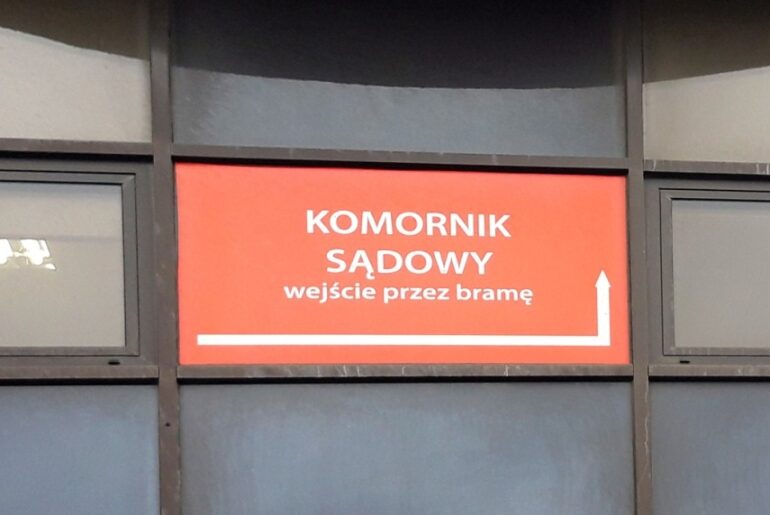 KOMORNIK
SĄDOWY
wejście przez bramę